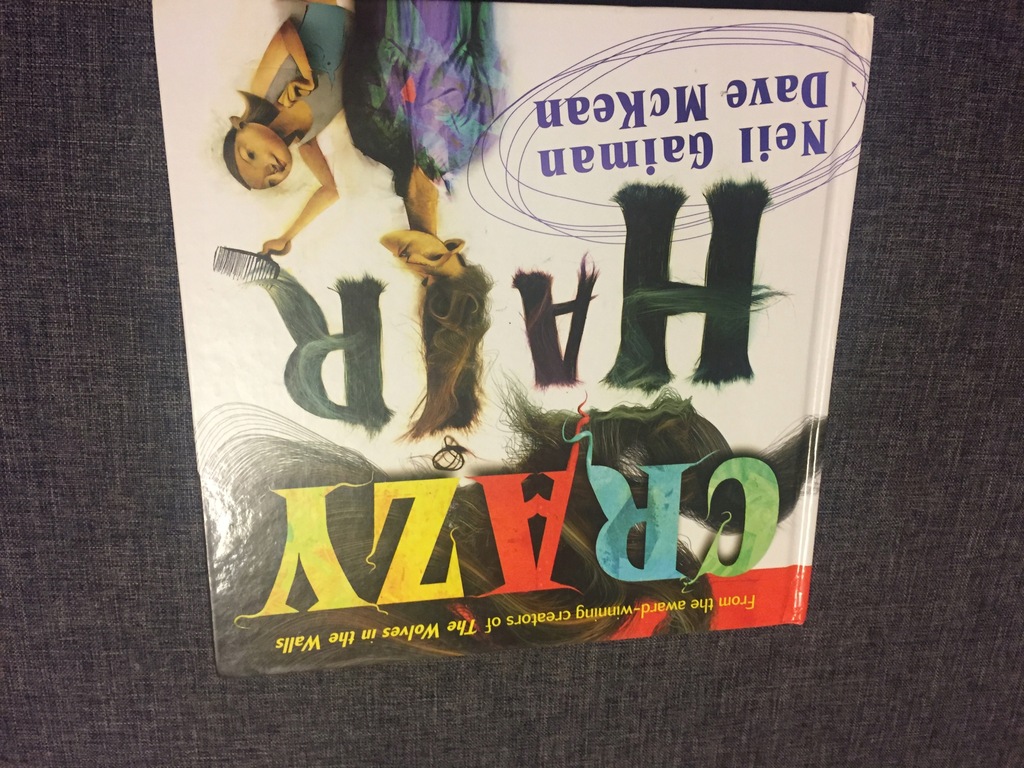 From the award-winning creators of The Wolves in the Walls
CRAZY
HAIR
Neil Gaiman
Dave McKean